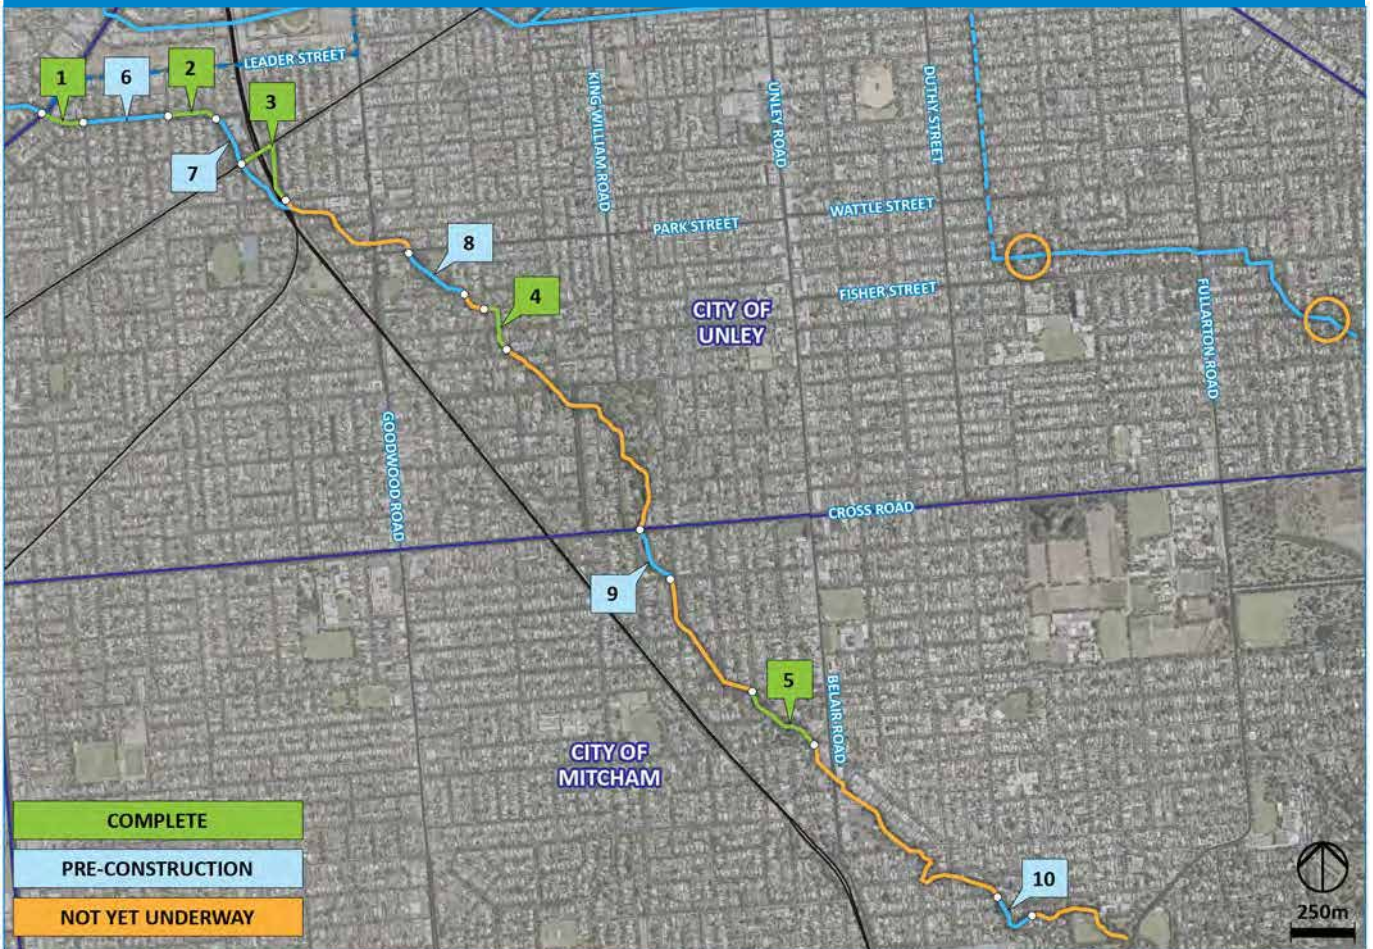 LEADER STREET
1
6
2
3
7
KING WILLIAM ROAD
UNLEY ROAD
DUTHY STREET
WATTLE STREET
PARK STREET
8
4
FISHER STREET
CITY OF
UNLEY
FULLARTON ROAD
GOODWOOD ROAD
CROSS ROAD
9
5
BELAIR ROAD
CITY OF
MITCHAM
10
COMPLETE
PRE-CONSTRUCTION
NOT YET UNDERWAY
250m